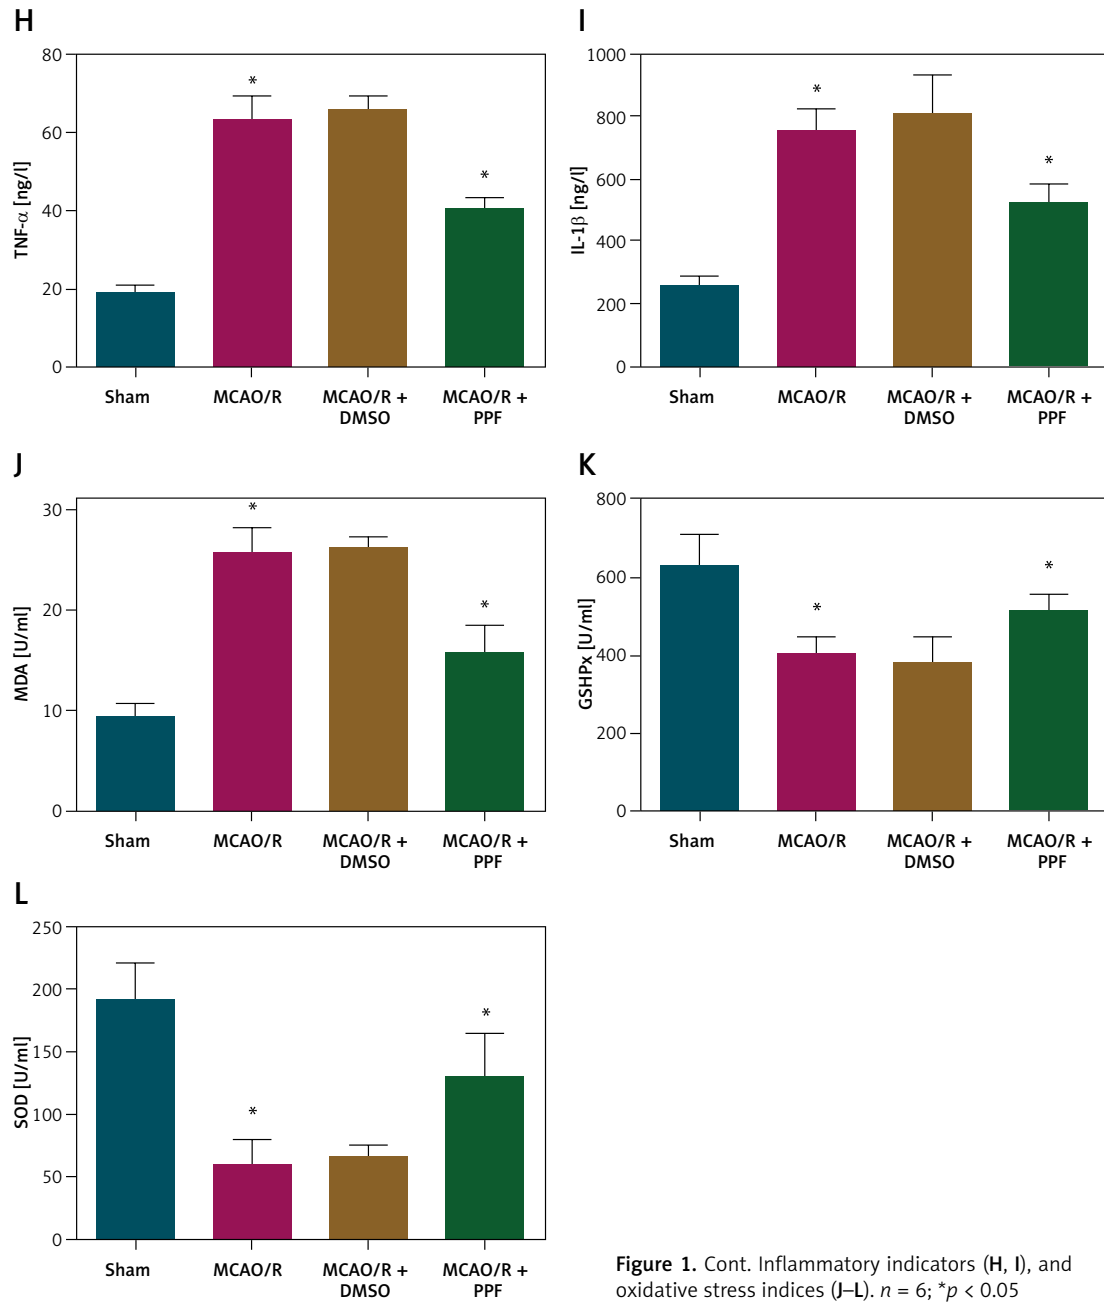 H
TNF-α [ng/l]
80
60
40
20
0
*
*
Sham MCAO/R MCAO/R + MCAO/R +
DMSO PPF
I
IL-1β [ng/l]
1000
800
600
400
200
0
*
*
Sham MCAO/R MCAO/R + MCAO/R +
DMSO PPF
J
MDA [U/ml]
30
20
10
0
*
*
Sham MCAO/R MCAO/R + MCAO/R +
DMSO PPF
K
GSHPx [U/ml]
800
600
400
200
0
*
*
Sham MCAO/R MCAO/R + MCAO/R +
DMSO PPF
L
SOD [U/ml]
250
200
150
100
50
0
*
*
Sham MCAO/R MCAO/R + MCAO/R +
DMSO PPF
Figure 1. Cont. Inflammatory indicators (H, I), and
oxidative stress indices (J–L). n = 6; *p < 0.05